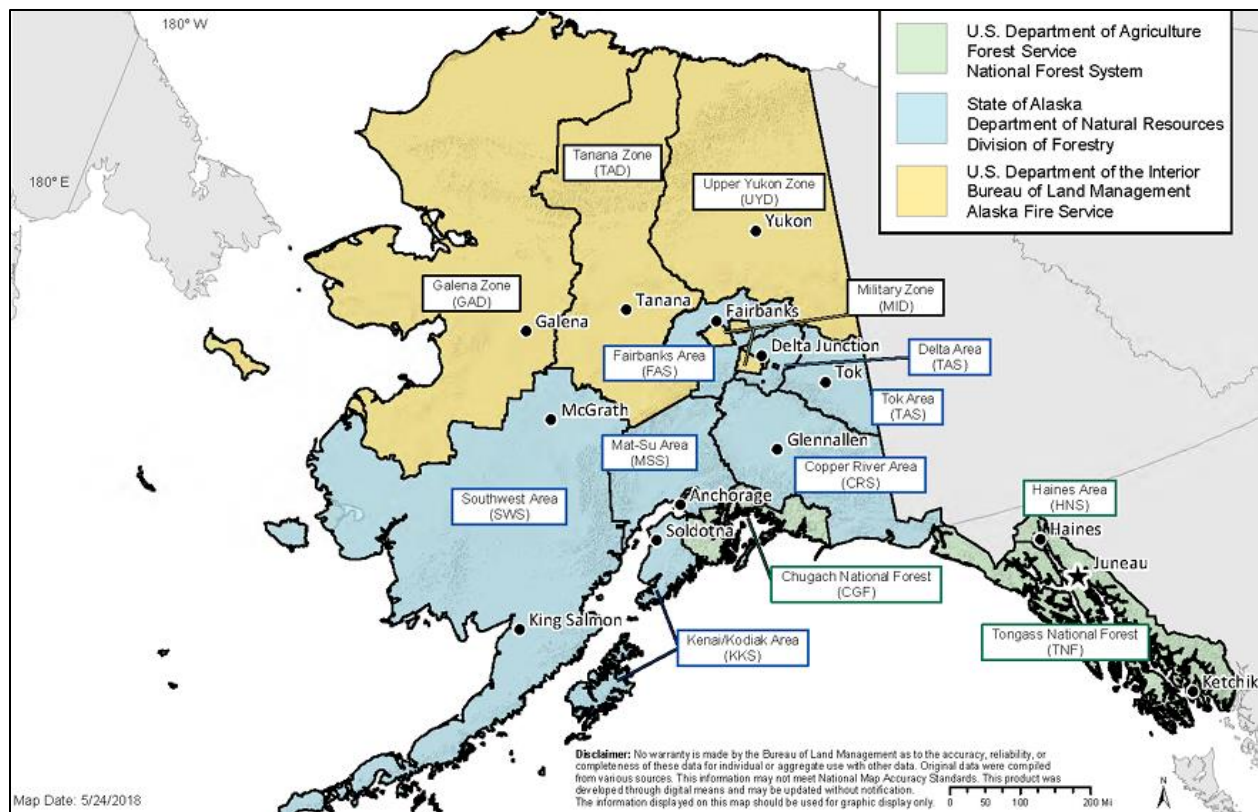 180° W
180° E
U.S. Department of Agriculture
Forest Service
National Forest System
State of Alaska
Department of Natural Resources
Division of Forestry
U.S. Department of the Interior
Bureau of Land Management
Alaska Fire Service
Tanana Zone
(TAD)
Upper Yukon Zone
(UYD)
Yukon
Galena Zone
(GAD)
Military Zone
(MID)
Tanana
Galena
Fairbanks
Delta Junction
Fairbanks Area
(FAS)
Delta Area
(TAS)
Tok
Tok Area
(TAS)
McGrath
Mat-Su Area
(MSS)
Glennallen
Copper River Area
(CRS)
Southwest Area
(SWS)
Anchorage
Soldotna
Haines Area
(HNS)
Haines
Juneau
Chugach National Forest
(CGF)
King Salmon
Kenai/Kodiak Area
(KKS)
Tongass National Forest
(TNF)
Ketchik
Disclaimer: No warranty is made by the Bureau of Land Management as to the accuracy, reliability, or
completeness of these data for individual or aggregate use with other data. Original data were compiled
from various sources. This information may not meet National Map Accuracy Standards. This product was
developed through digital means and may be updated without notification.
The information displayed on this map should be used for graphic display only.
0 50 100 200 Mi
N
Map Date: 5/24/2018